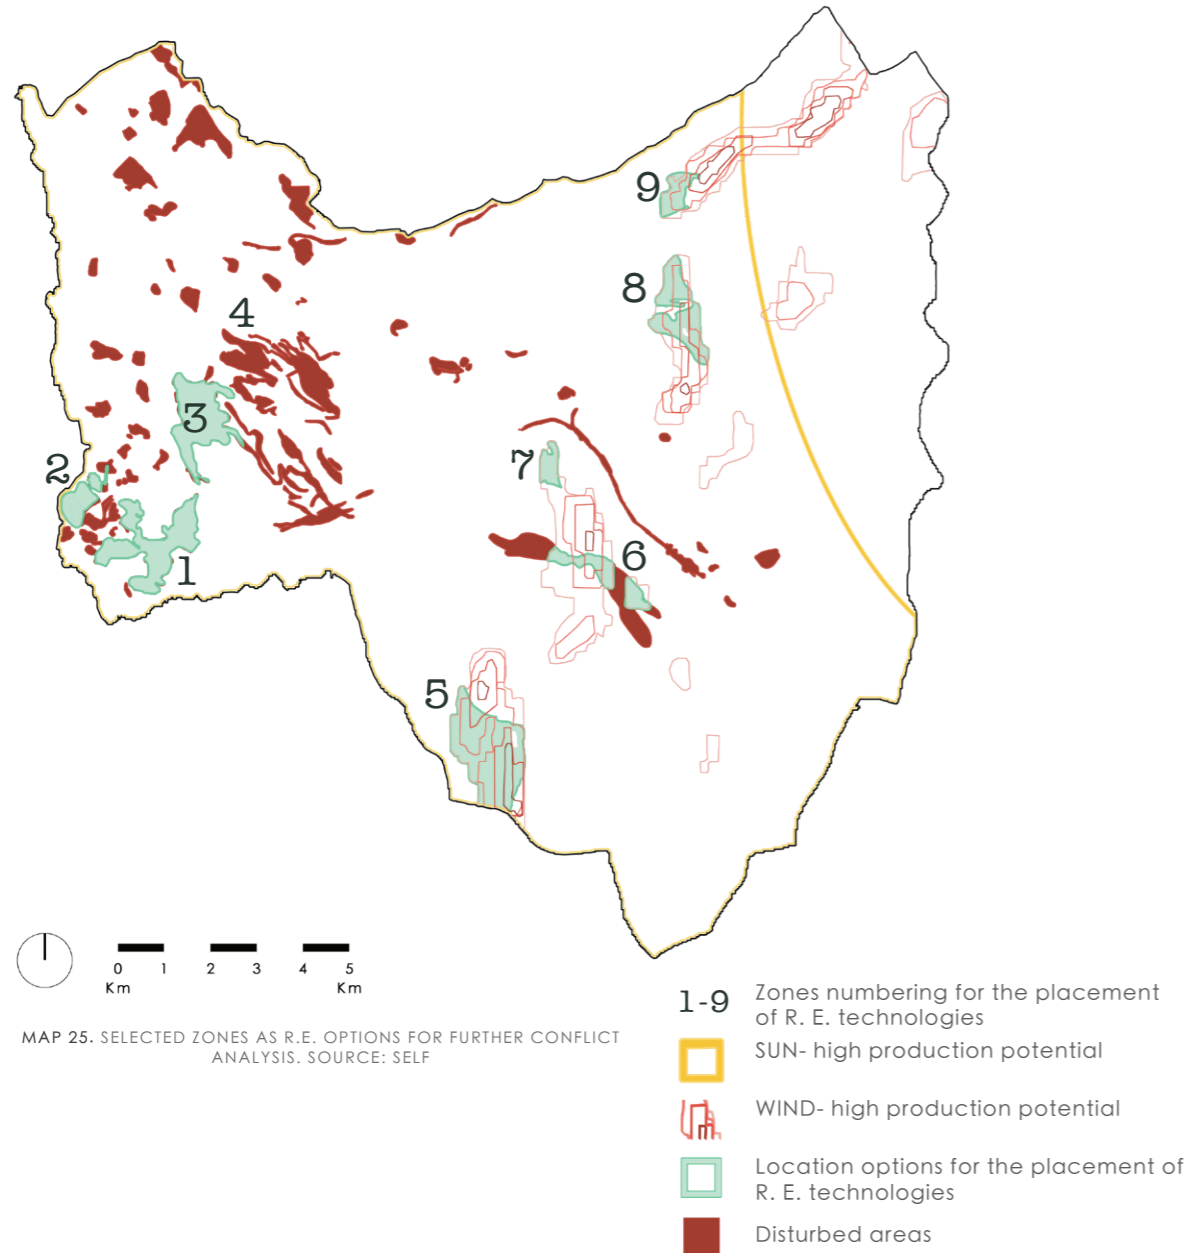 9
8
4
3
7
2
6
1
5
0 1 2 3 4 5
Km Km
MAP 25. SELECTED ZONES AS R.E. OPTIONS FOR FURTHER CONFLICT
ANALYSIS. SOURCE: SELF
1-9 Zones numbering for the placement
of R. E. technologies
SUN- high production potential
WIND- high production potential
Location options for the placement of
R. E. technologies
Disturbed areas